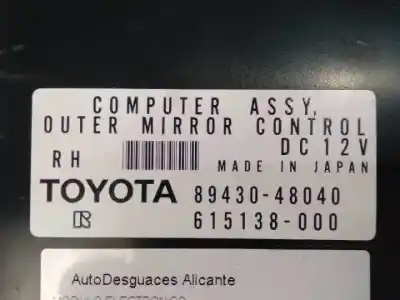 COMPUTER ASSY,
OUTER MIRROR CONTROL
DC12V
RH
MADE IN JAPAN
TOYOTA 89430-48040
R 615138-000
AutoDesguaces Alicante